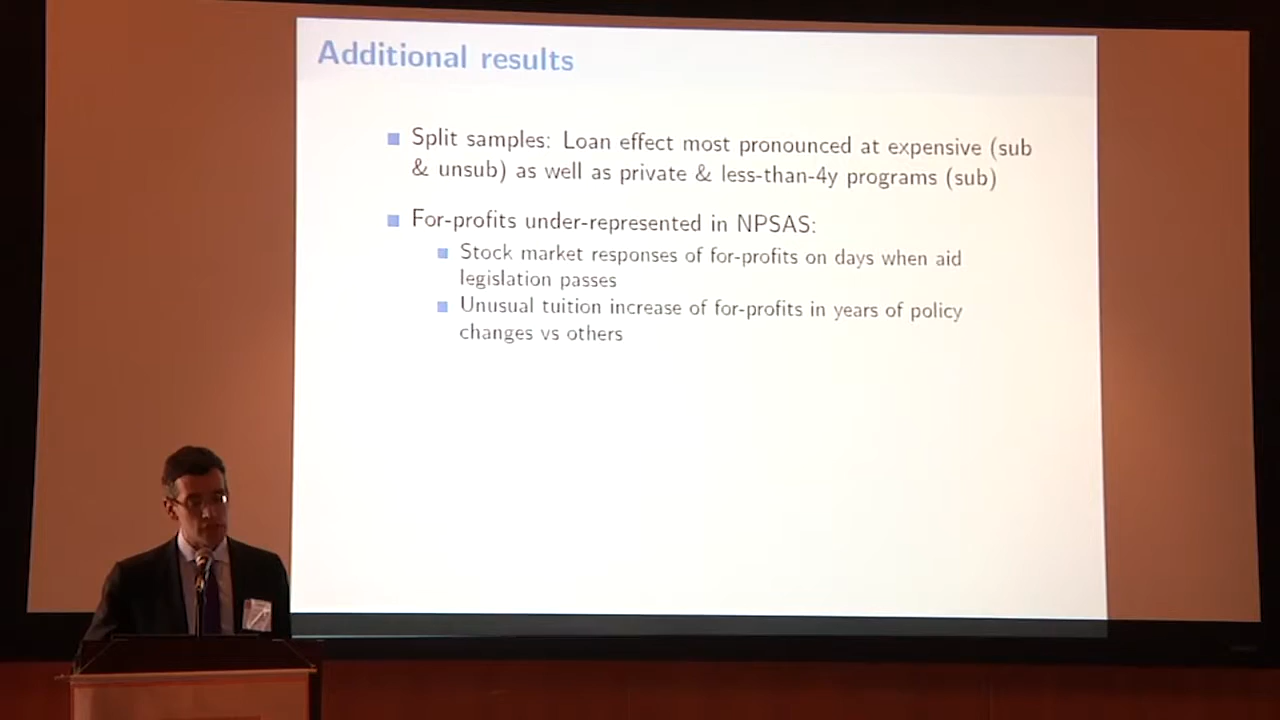 Additional results
Split samples: Loan effect most pronounced at expensive (sub
& unsub) as well as private & less-than-4y programs (sub)
For-profits under-represented in NPSAS:
Stock market responses of for-profits on days when aid
legislation passes
Unusual tuition increase of for-profits in years of policy
changes vs others